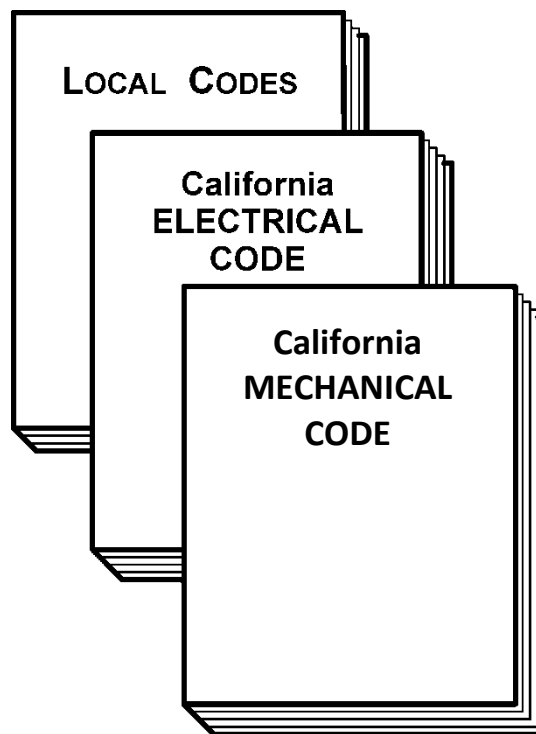 LOCAL CODES
California
ELECTRICAL
CODE
California
MECHANICAL
CODE